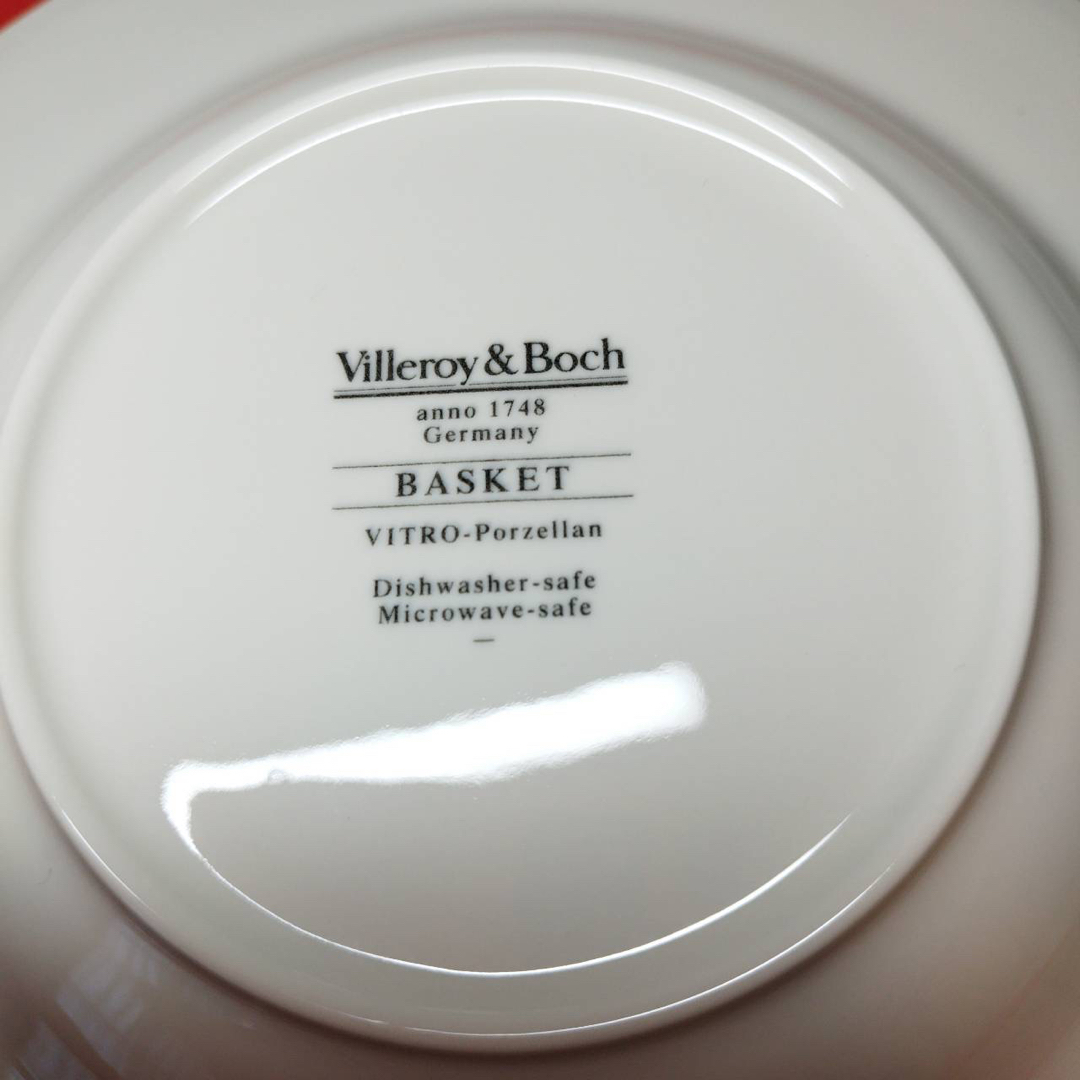 Villeroy & Boch
anno 1748
Germany
BASKET
VITRO-Porzellan
Dishwasher-safe
Microwave-safe